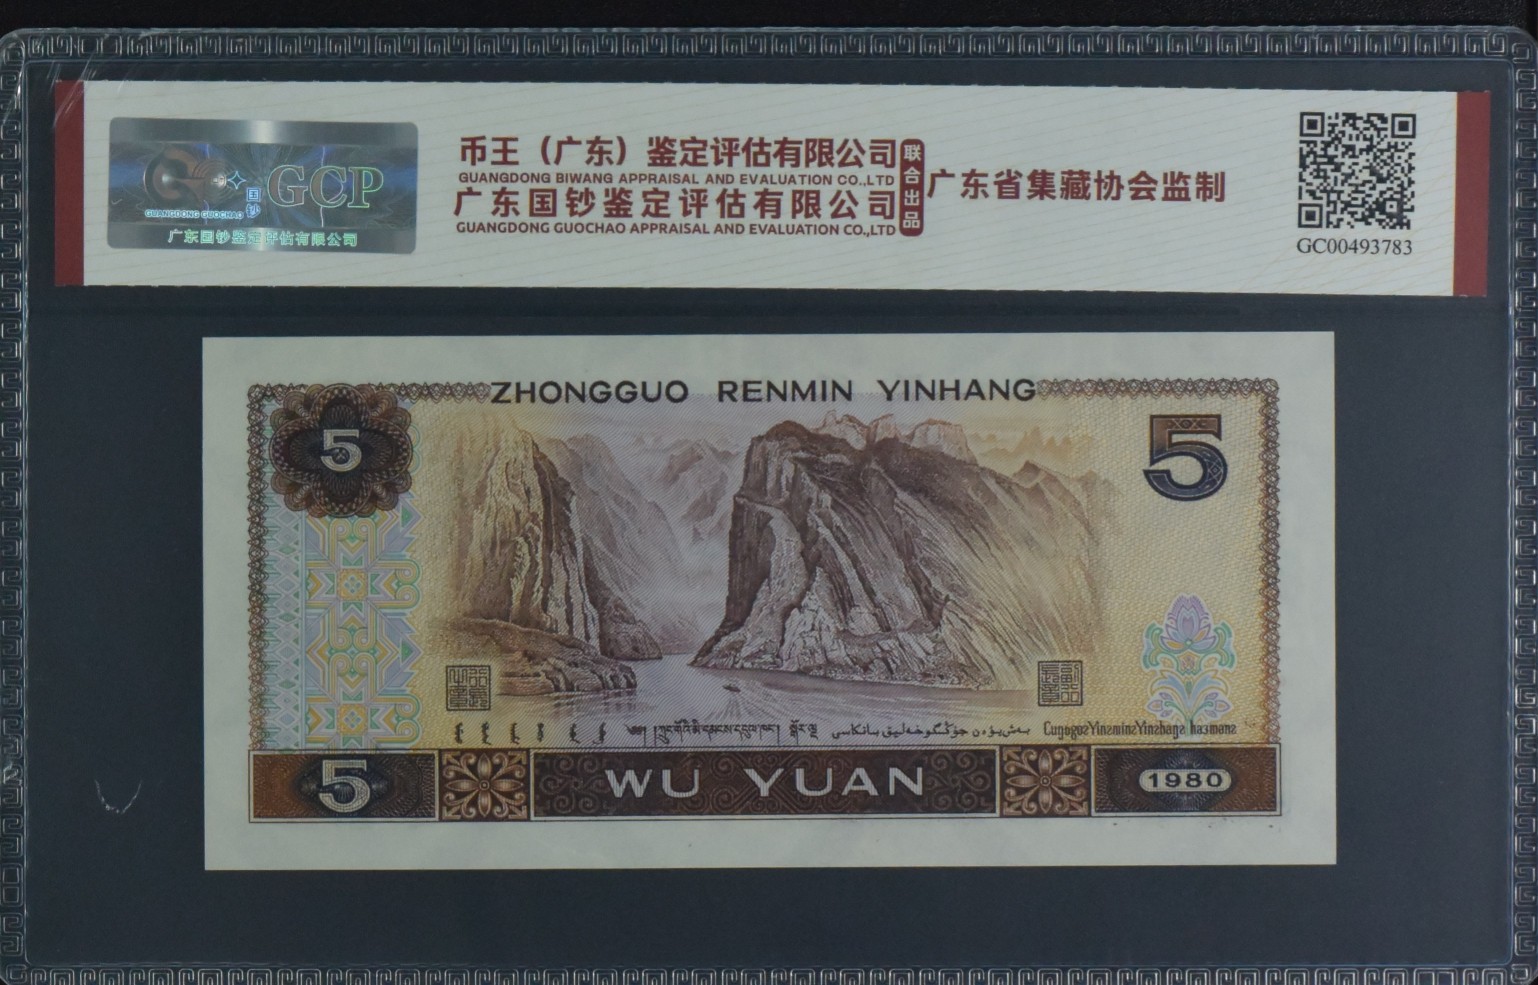 GCP
国钞
GUANGDONG GUOCHAO
广东国钞鉴定评估有限公司
币王（广东）鉴定评估有限公司
GUANGDONG BIWANG APPRAISAL AND EVALUATION CO.,LTD
广东国钞鉴定评估有限公司
GUANGDONG GUOCHAO APPRAISAL AND EVALUATION CO.,LTD
联合出品
广东省集藏协会监制
GC00493783
ZHONGGUO RENMIN YINHANG
5
5
5
WU YUAN
1980